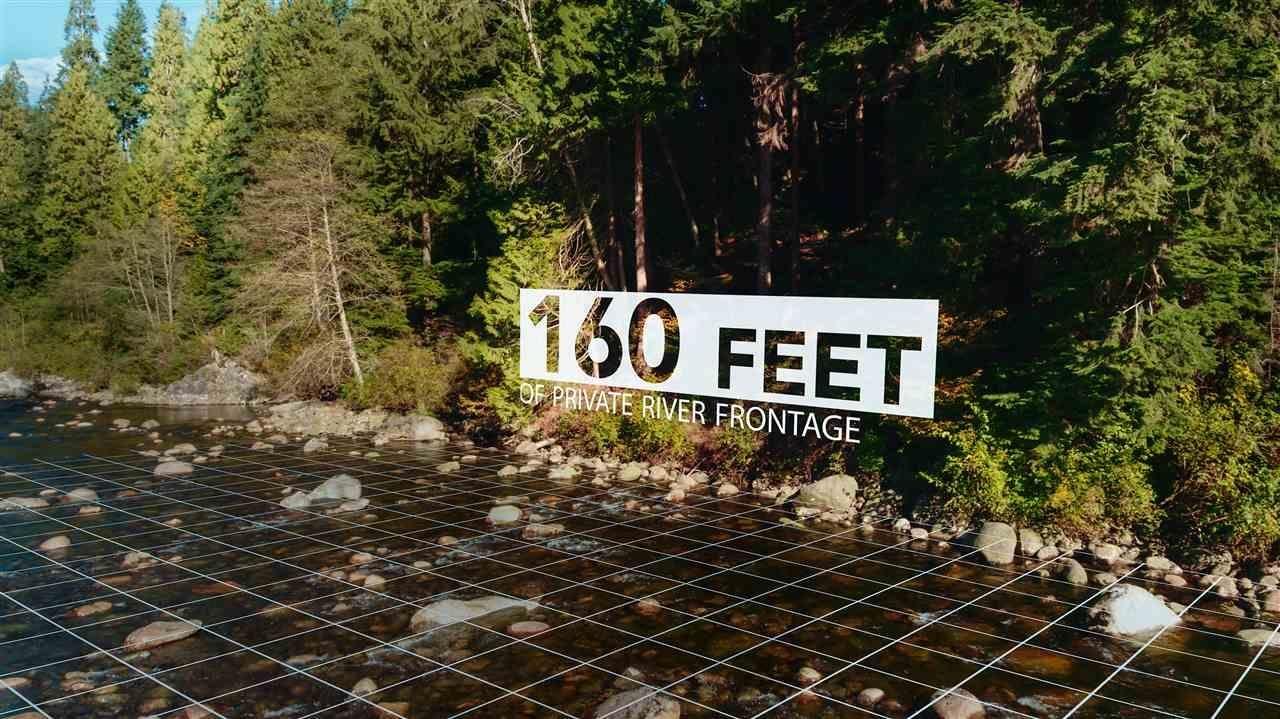 160 FEET
OF PRIVATE RIVER FRONTAGE